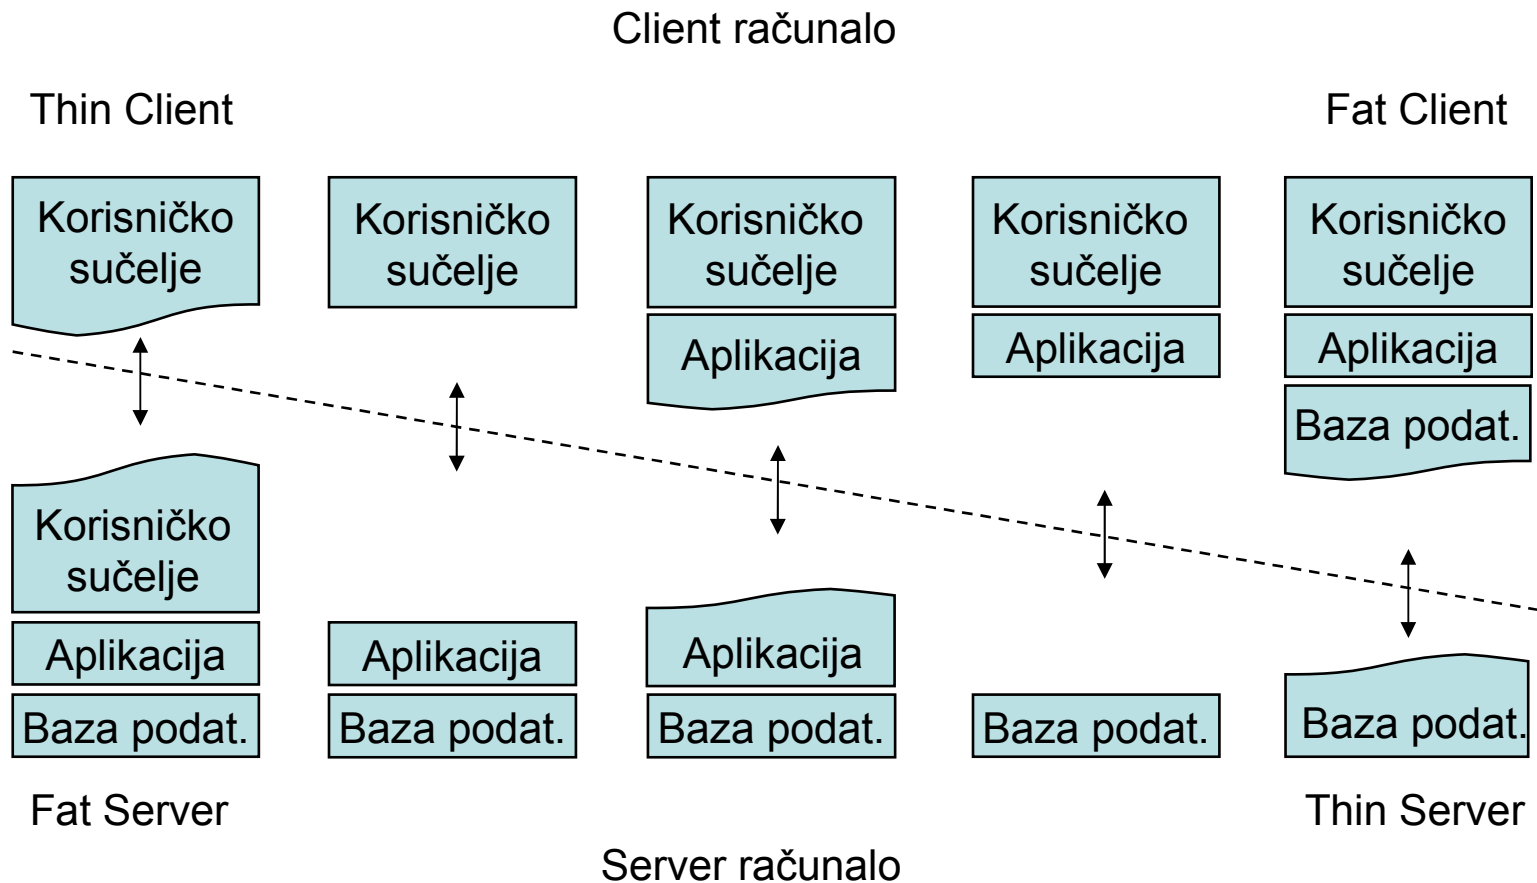 Client računalo
Thin Client
Fat Client
Korisničko
sučelje
Korisničko
sučelje
Korisničko
sučelje
Korisničko
sučelje
Korisničko
sučelje
Aplikacija
Aplikacija
Aplikacija
Baza podat.
Korisničko
sučelje
Aplikacija
Aplikacija
Aplikacija
Baza podat.
Baza podat.
Baza podat.
Baza podat.
Baza podat.
Fat Server
Thin Server
Server računalo